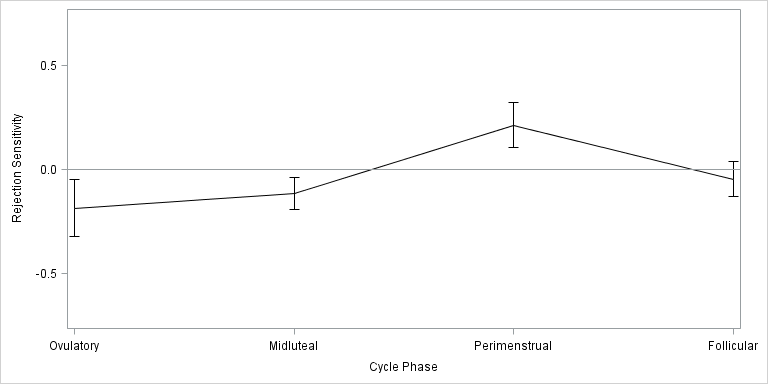 0.5
0.0
-0.5
Rejection Sensitivity
Ovulatory
Midluteal
Perimenstrual
Follicular
Cycle Phase